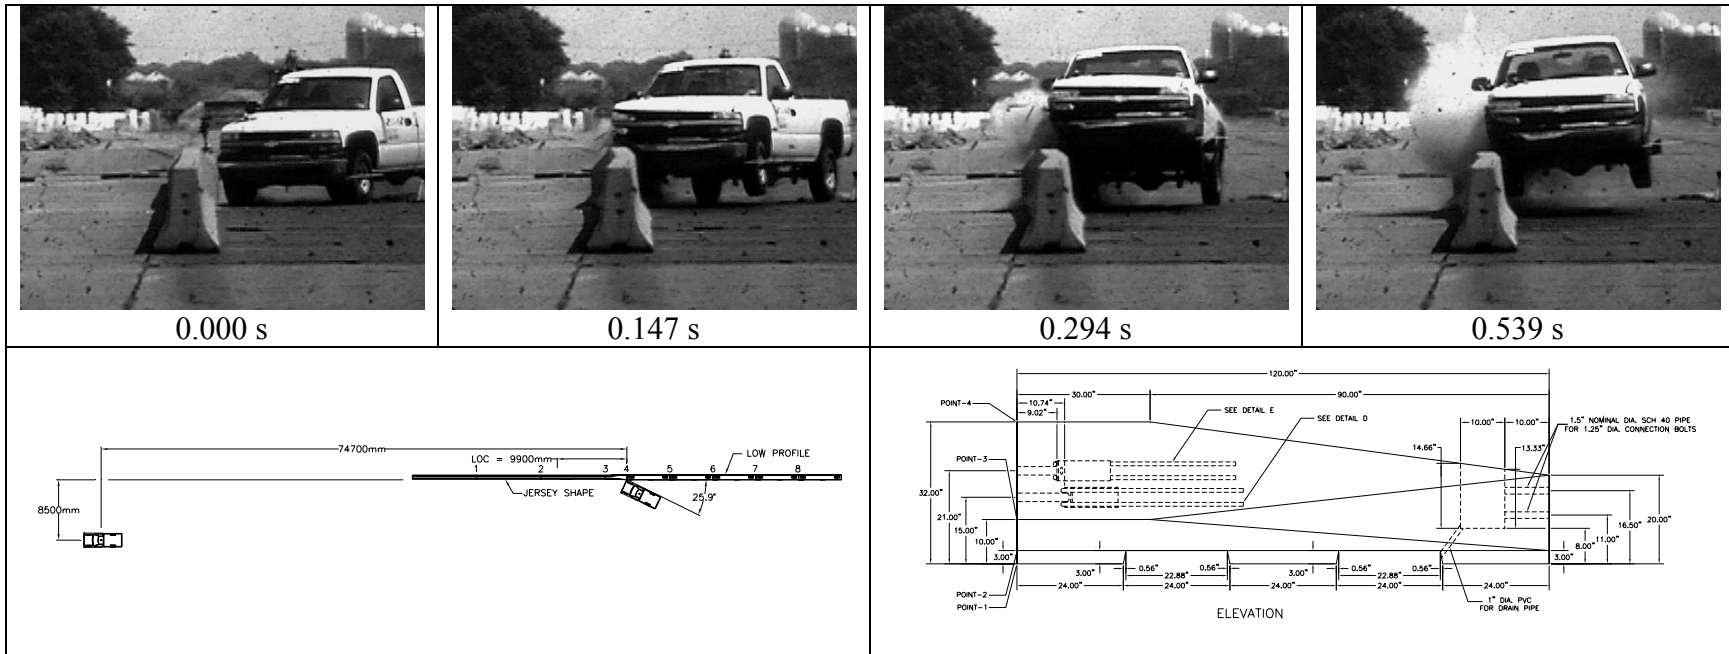 0.000 s
0.147 s
0.294 s
0.539 s
74700mm
LOC = 9900mm
LOW PROFILE
1 2 3 4 5 6 7 8
JERSEY SHAPE
25.9°
8500mm
120.00"
30.00" 90.00"
POINT-4
10.74"
9.02"
SEE DETAIL E
SEE DETAIL D
10.00" 10.00"
1.5" NOMINAL DIA. SCH 40 PIPE
FOR 1.25" DIA. CONNECTION BOLTS
14.66" 13.33"
POINT-3
32.00"
21.00"
15.00"
10.00"
3.00"
16.50"
20.00"
11.00"
8.00"
3.00"
3.00" 0.56" 22.88" 0.56" 3.00" 0.56" 22.88" 0.56"
24.00" 24.00" 24.00" 24.00" 24.00"
POINT-2
POINT-1
1" DIA. PVC
FOR DRAIN PIPE
ELEVATION